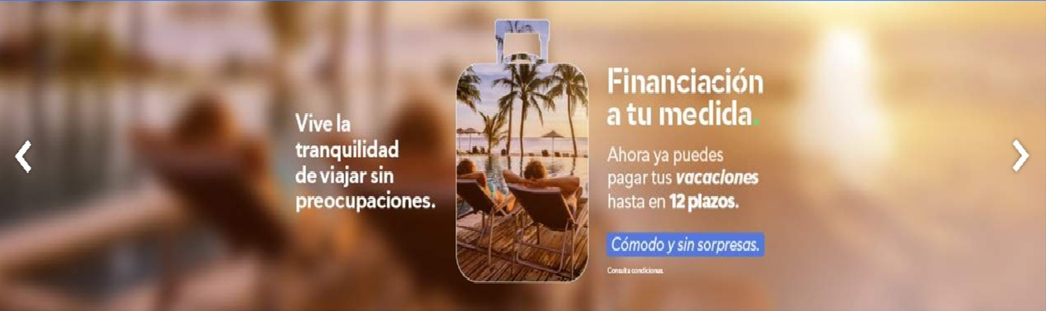 Vive la
tranquilidad
de viajar sin
preocupaciones.
Financiación
a tu medida.
Ahora ya puedes
pagar tus vacaciones
hasta en 12 plazos.
Cómodo y sin sorpresas.
Consulta condiciones.